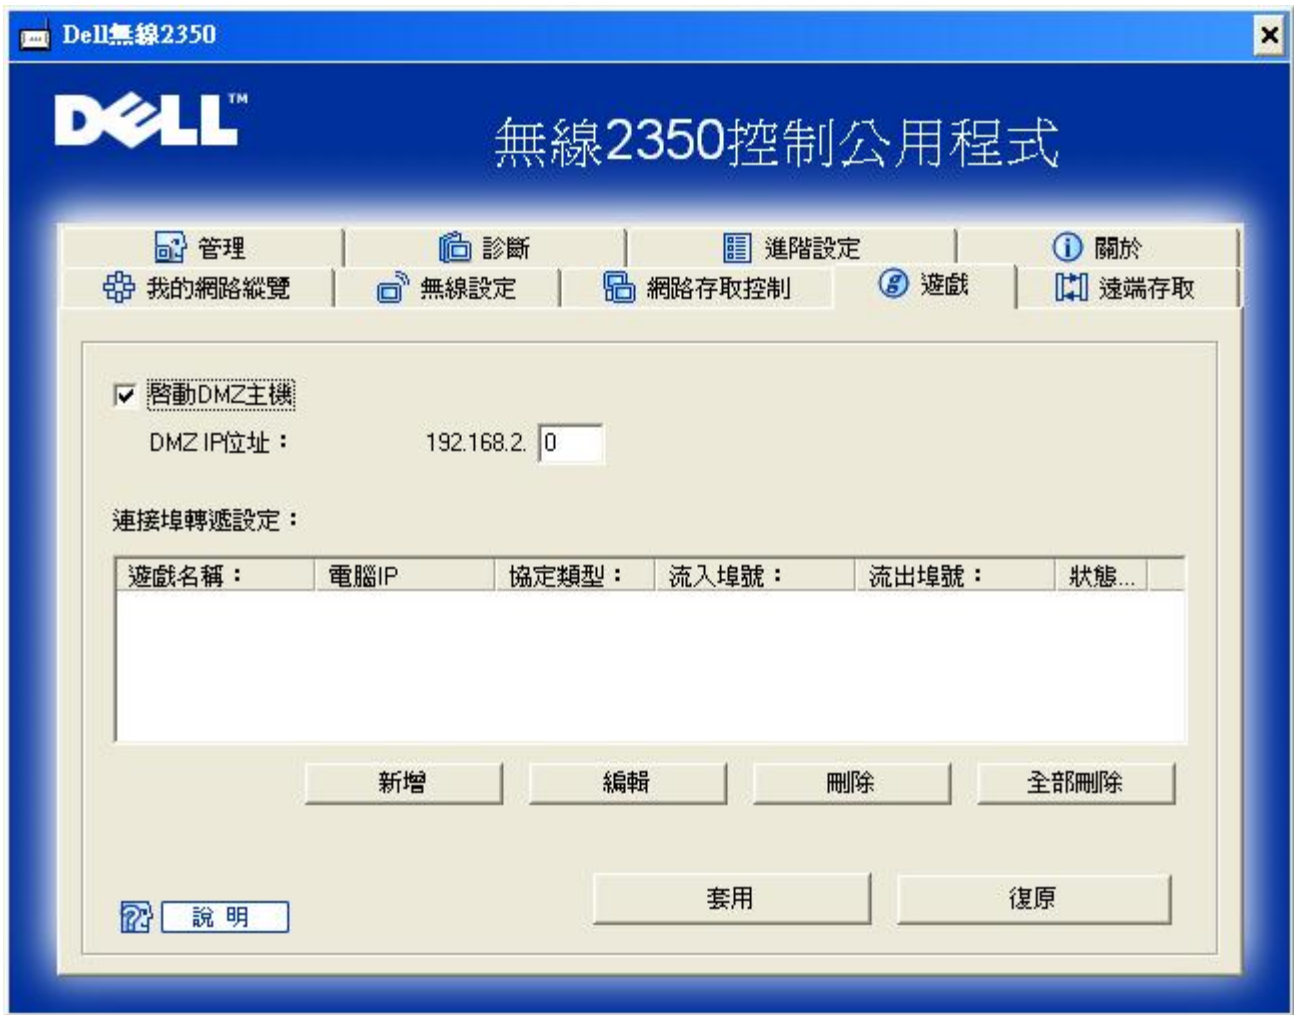 Dell無線2350
DELL™
無線2350控制公用程式
管理 診斷 進階設定 關於
我的網路縱覽 無線設定 網路存取控制 遊戲 遠端存取
啓動DMZ主機
DMZ IP位址： 192.168.2. 0
連接埠轉遞設定：
遊戲名稱： 電腦IP 協定類型： 流入埠號： 流出埠號： 狀態...
新增 編輯 刪除 全部刪除
套用 復原
說 明